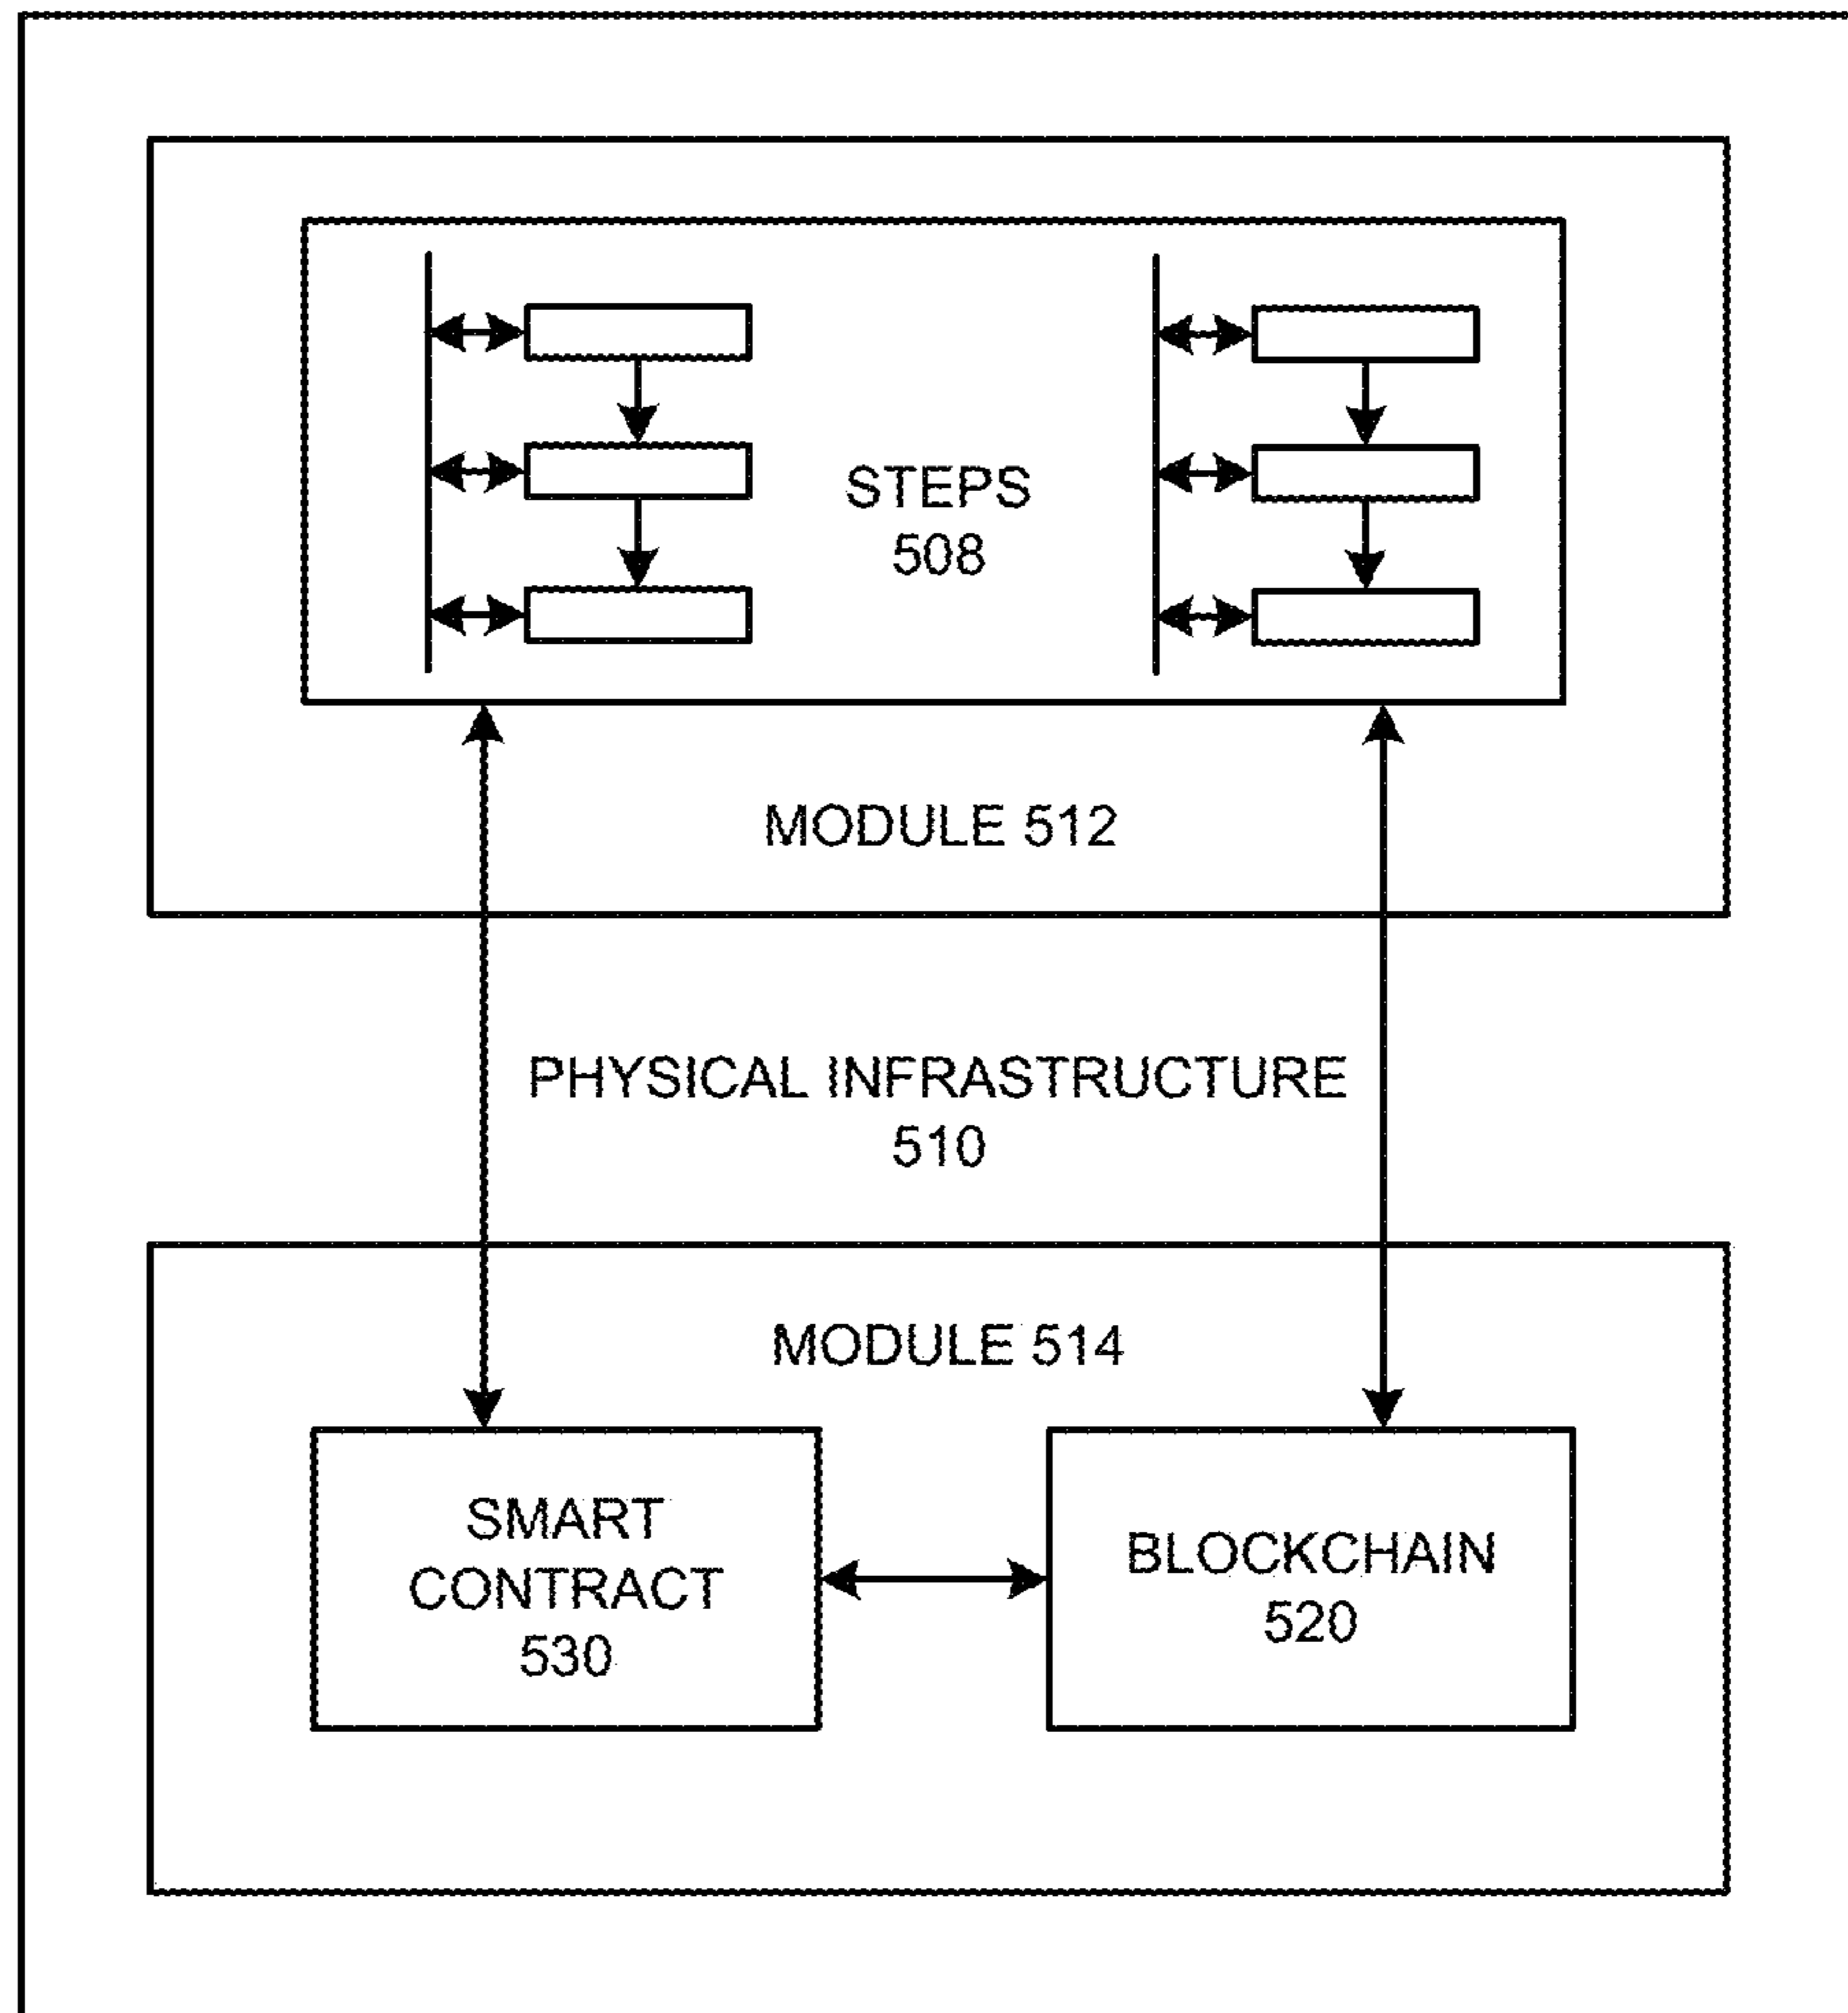 STEPS
508
MODULE 512
PHYSICAL INFRASTRUCTURE
510
MODULE 514
SMART
CONTRACT
530
BLOCKCHAIN
520